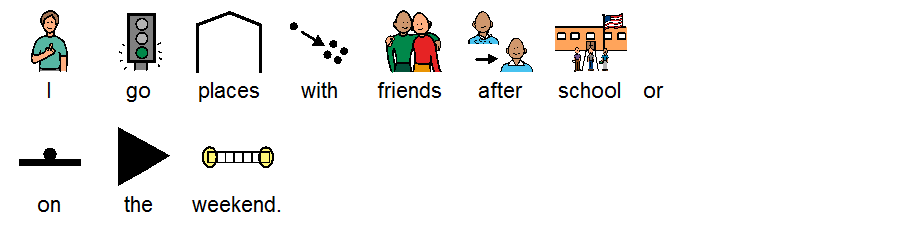 I go places with friends after school or
on the weekend.